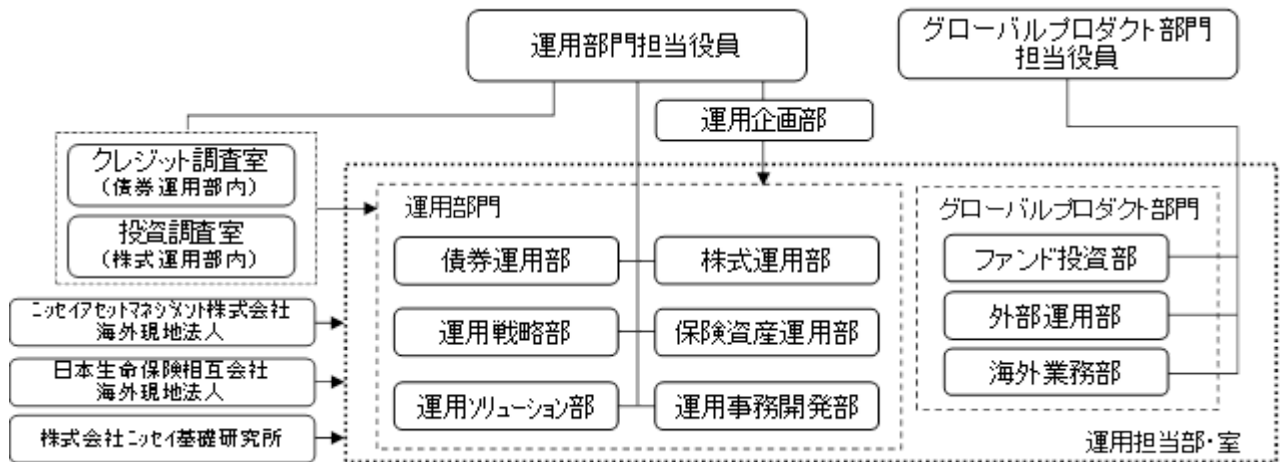 運用部門担当役員
グローバルプロダクト部門
担当役員
運用企画部
クレジット調査室
(債券運用部内)
投資調査室
(株式運用部内)
運用部門
債券運用部
株式運用部
運用戦略部
保険資産運用部
運用ソリューション部
運用事務開発部
グローバルプロダクト部門
ファンド投資部
外部運用部
海外業務部
ニッセイアセットマネジメント株式会社
海外現地法人
日本生命保険相互会社
海外現地法人
株式会社ニッセイ基礎研究所
運用担当部・室